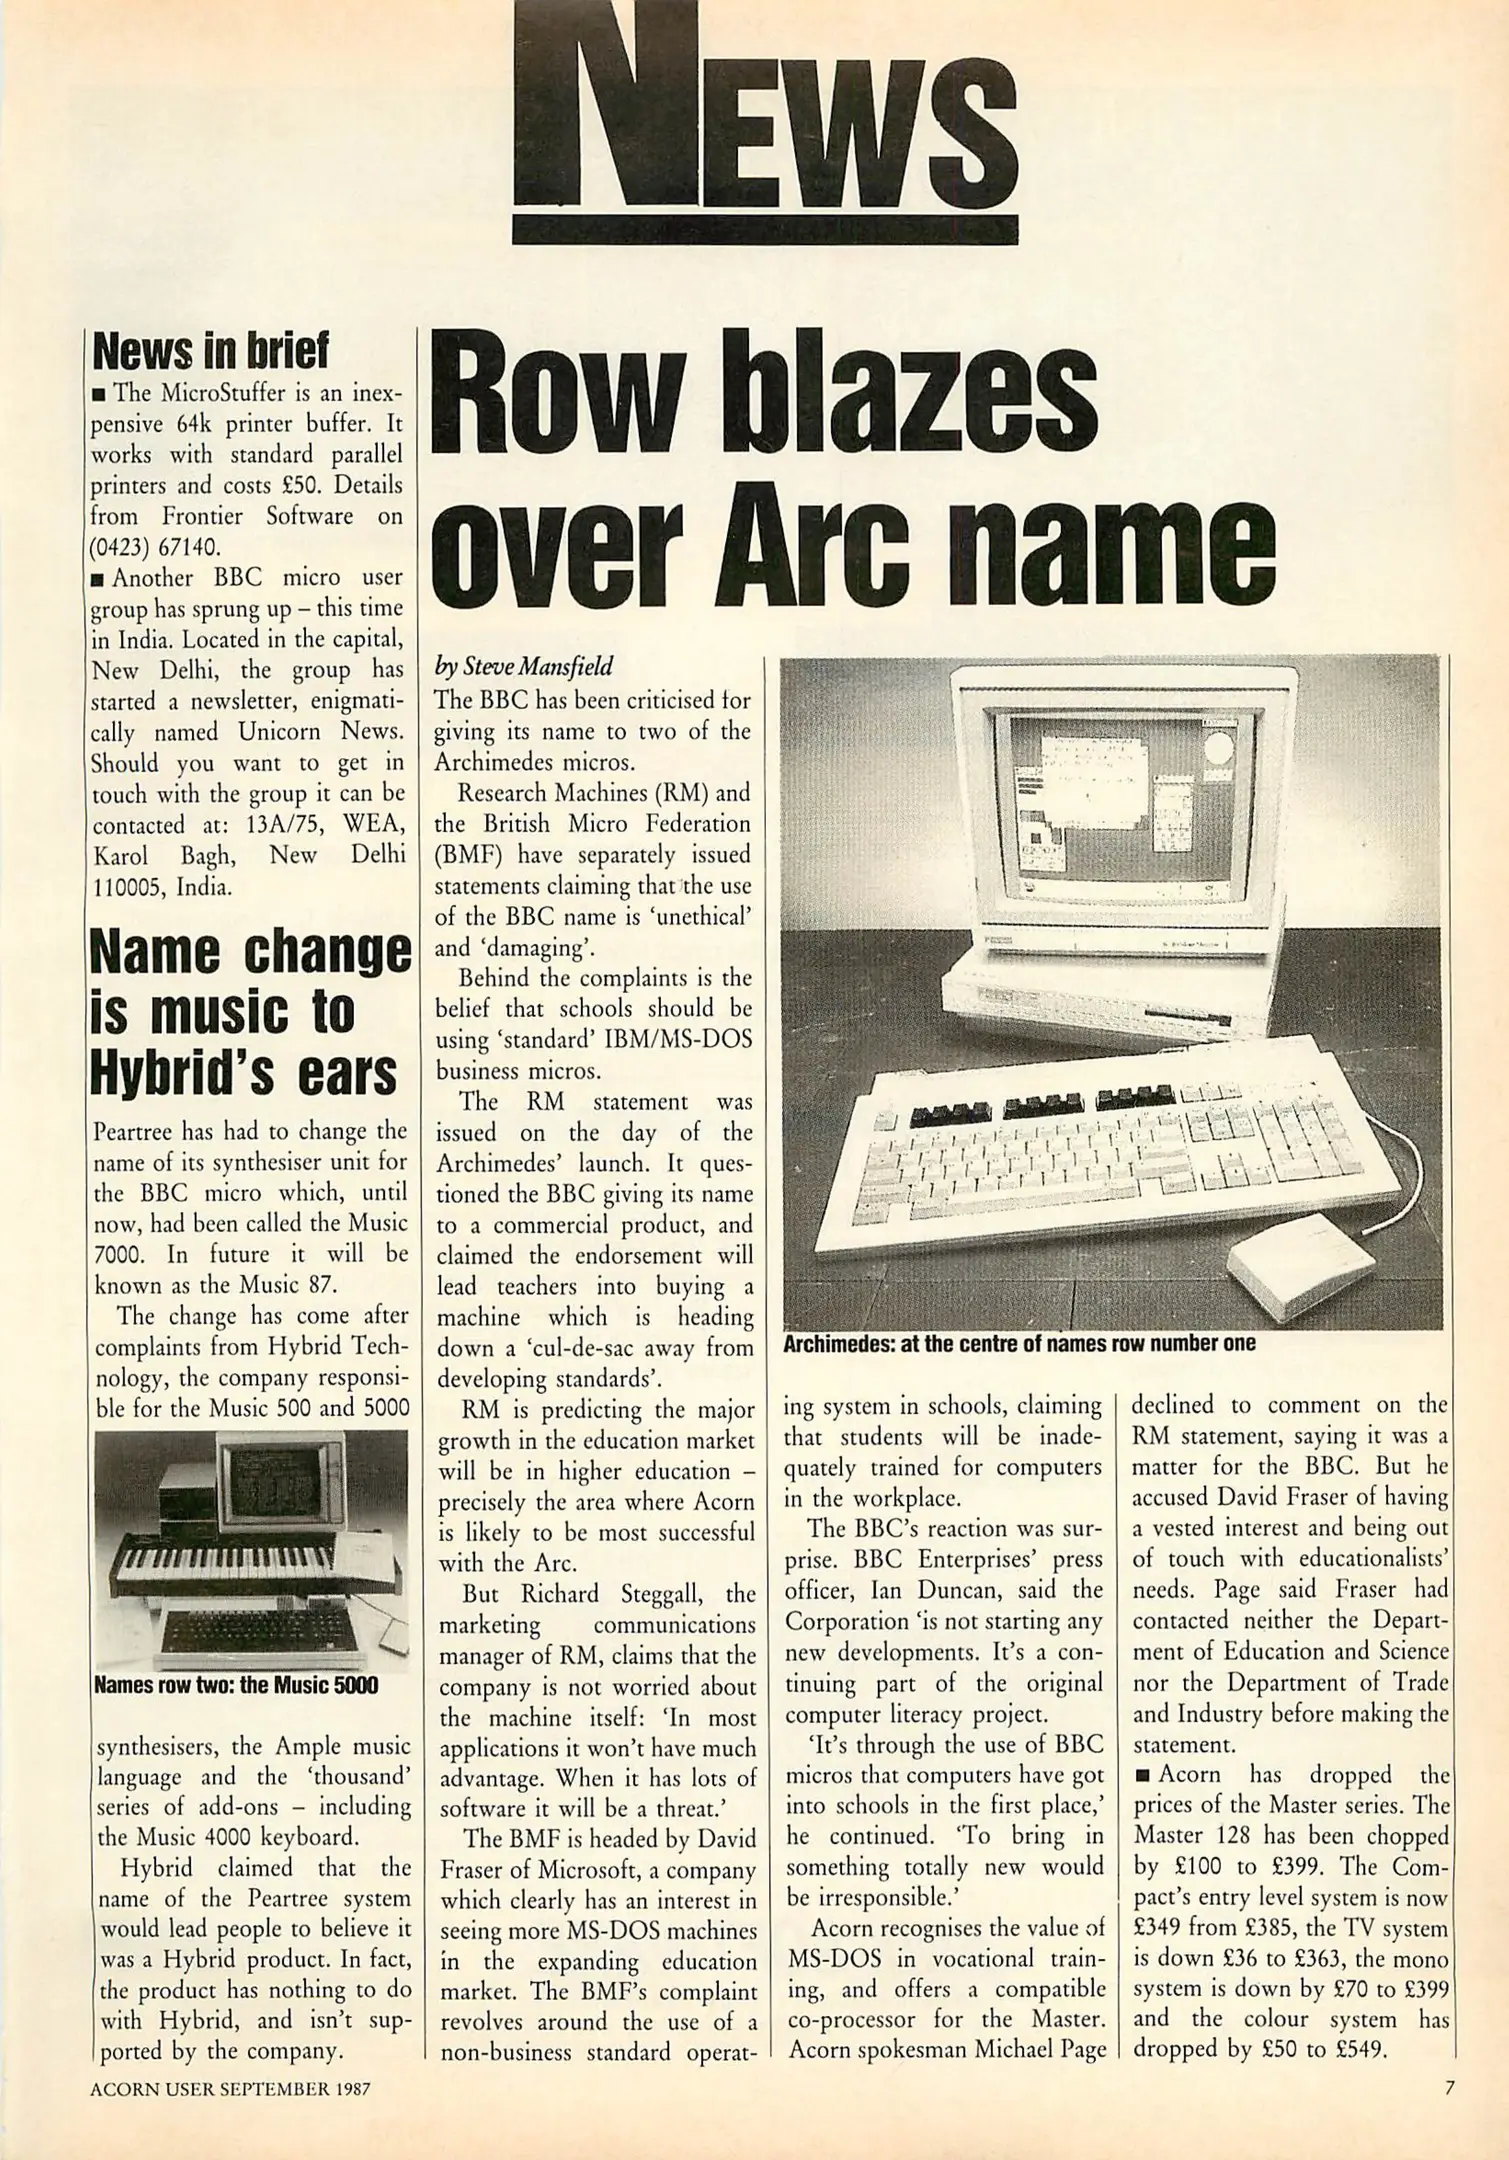 NEWS
News in brief
■ The MicroStuffer is an inex-
pensive 64k printer buffer. It
works with standard parallel
printers and costs £50. Details
from Frontier Software on
(0423) 67140.
■ Another BBC micro user
group has sprung up – this time
in India. Located in the capital,
New Delhi, the group has
started a newsletter, enigmati-
cally named Unicorn News.
Should you want to get in
touch with the group it can be
contacted at: 13A/75, WEA,
Karol Bagh, New Delhi
110005, India.
Name change
is music to
Hybrid's ears
Peartree has had to change the
name of its synthesiser unit for
the BBC micro which, until
now, had been called the Music
7000. In future it will be
known as the Music 87.
The change has come after
complaints from Hybrid Tech-
nology, the company responsi-
ble for the Music 500 and 5000
Names row two: the Music 5000
synthesisers, the Ample music
language and the ‘thousand’
series of add-ons – including
the Music 4000 keyboard.
Hybrid claimed that the
name of the Peartree system
would lead people to believe it
was a Hybrid product. In fact,
the product has nothing to do
with Hybrid, and isn't sup-
ported by the company.
Row blazes
over Arc name
by Steve Mansfield
The BBC has been criticised for
giving its name to two of the
Archimedes micros.
Research Machines (RM) and
the British Micro Federation
(BMF) have separately issued
statements claiming that the use
of the BBC name is ‘unethical’
and ‘damaging’.
Behind the complaints is the
belief that schools should be
using ‘standard’ IBM/MS-DOS
business micros.
The RM statement was
issued on the day of the
Archimedes’ launch. It ques-
tioned the BBC giving its name
to a commercial product, and
claimed the endorsement will
lead teachers into buying a
machine which is heading
down a ‘cul-de-sac away from
developing standards’.
RM is predicting the major
growth in the education market
will be in higher education –
precisely the area where Acorn
is likely to be most successful
with the Arc.
But Richard Steggall, the
marketing communications
manager of RM, claims that the
company is not worried about
the machine itself: ‘In most
applications it won't have much
advantage. When it has lots of
software it will be a threat.’
The BMF is headed by David
Fraser of Microsoft, a company
which clearly has an interest in
seeing more MS-DOS machines
in the expanding education
market. The BMF's complaint
revolves around the use of a
non-business standard operat-
Archimedes: at the centre of names row number one
ing system in schools, claiming
that students will be inade-
quately trained for computers
in the workplace.
The BBC's reaction was sur-
prise. BBC Enterprises’ press
officer, Ian Duncan, said the
Corporation ‘is not starting any
new developments. It's a con-
tinuing part of the original
computer literacy project.
‘It's through the use of BBC
micros that computers have got
into schools in the first place,’
he continued. ‘To bring in
something totally new would
be irresponsible.’
Acorn recognises the value of
MS-DOS in vocational train-
ing, and offers a compatible
co-processor for the Master.
Acorn spokesman Michael Page
declined to comment on the
RM statement, saying it was a
matter for the BBC. But he
accused David Fraser of having
a vested interest and being out
of touch with educationalists’
needs. Page said Fraser had
contacted neither the Depart-
ment of Education and Science
nor the Department of Trade
and Industry before making the
statement.
■ Acorn has dropped the
prices of the Master series. The
Master 128 has been chopped
by £100 to £399. The Com-
pact's entry level system is now
£349 from £385, the TV system
is down £36 to £363, the mono
system is down by £70 to £399
and the colour system has
dropped by £50 to £549.
ACORN USER SEPTEMBER 1987
7